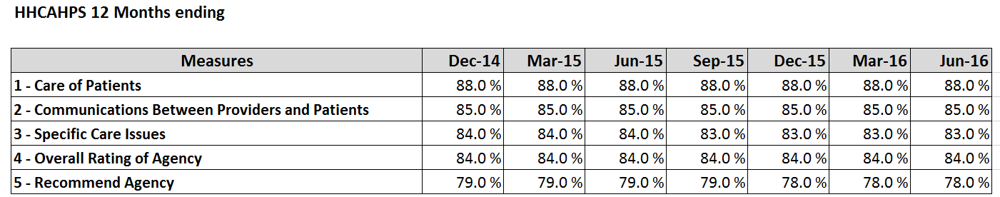 HHCAHPS 12 Months ending
Measures Dec-14 Mar-15 Jun-15 Sep-15 Dec-15 Mar-16 Jun-16
1 - Care of Patients 88.0 % 88.0 % 88.0 % 88.0 % 88.0 % 88.0 % 88.0 %
2 - Communications Between Providers and Patients 85.0 % 85.0 % 85.0 % 85.0 % 85.0 % 85.0 % 85.0 %
3 - Specific Care Issues 84.0 % 84.0 % 84.0 % 83.0 % 83.0 % 83.0 % 83.0 %
4 - Overall Rating of Agency 84.0 % 84.0 % 84.0 % 84.0 % 84.0 % 84.0 % 84.0 %
5 - Recommend Agency 79.0 % 79.0 % 79.0 % 79.0 % 78.0 % 78.0 % 78.0 %